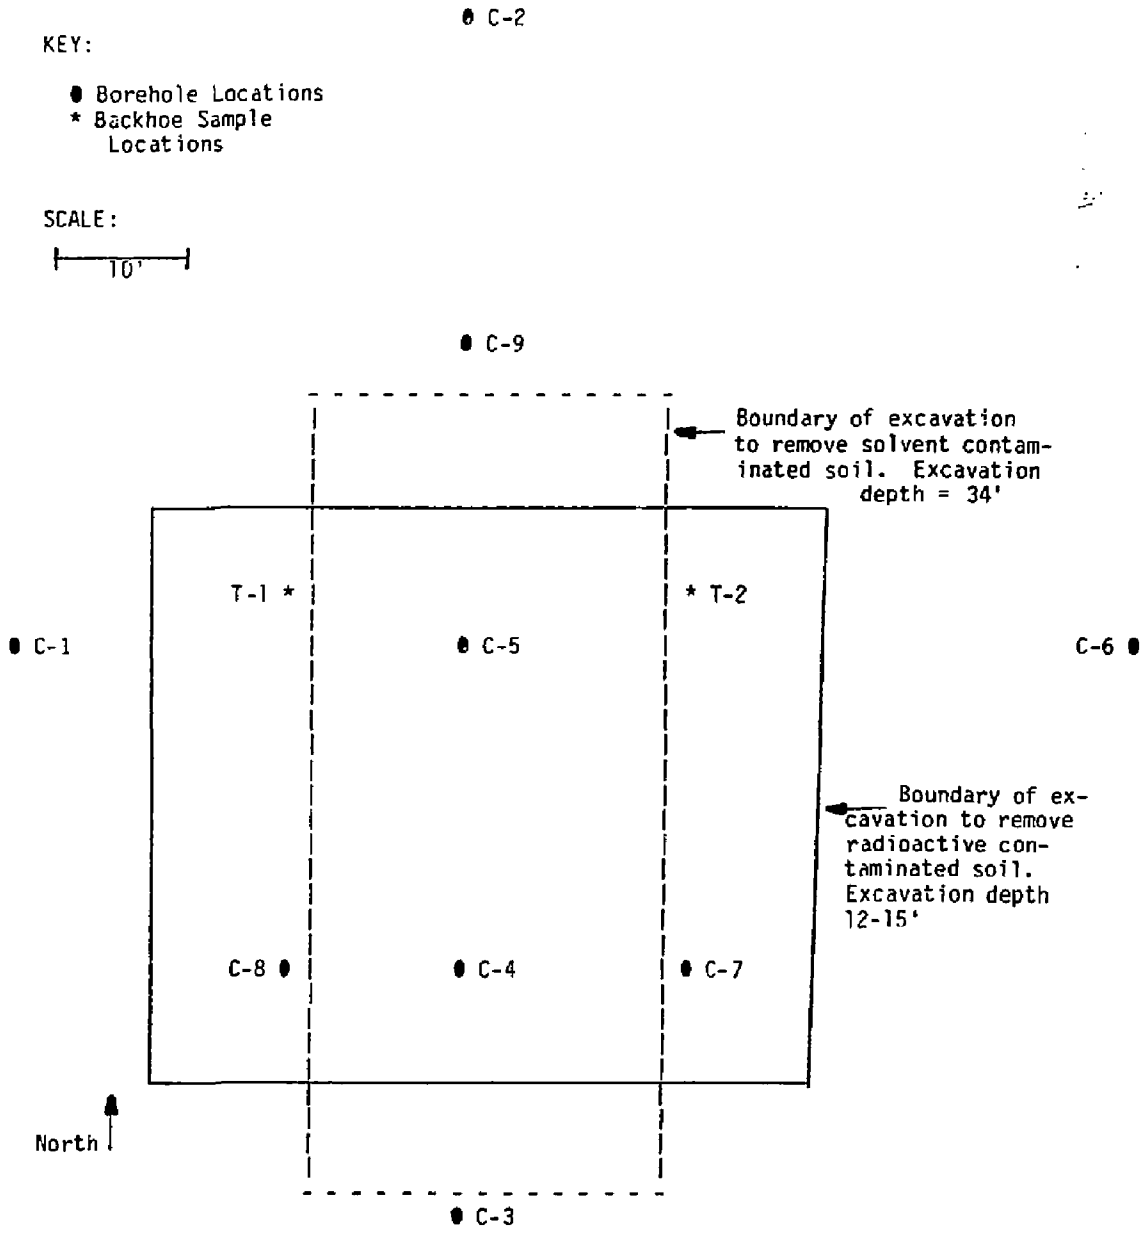 C-2
KEY:
Borehole Locations
* Backhoe Sample
Locations
SCALE:
10'
C-9
Boundary of excavation
to remove solvent contam-
inated soil. Excavation
depth = 34'
T-1 *
* T-2
C-1
C-5
C-6
Boundary of ex-
cavation to remove
radioactive con-
taminated soil.
Excavation depth
12-15'
C-8
C-4
C-7
North
C-3